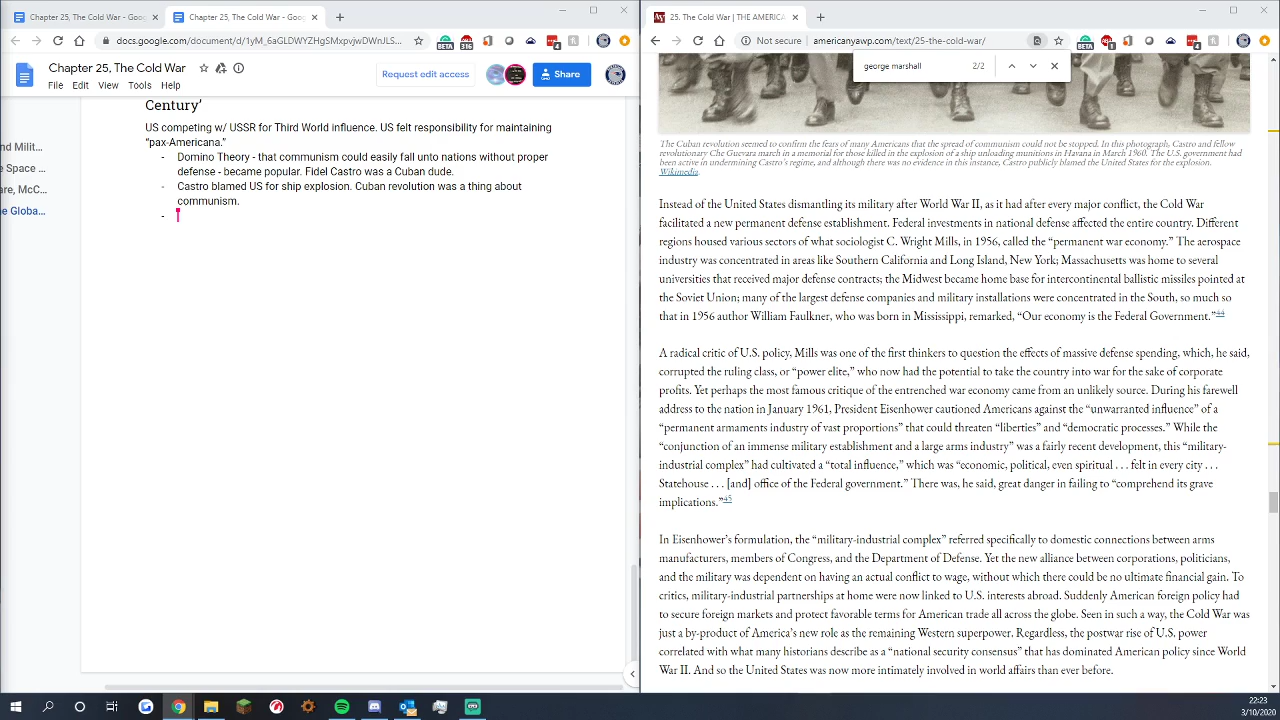 Chapter 25, The Cold War - Goog
Chapter 25, The Cold War - Goog
docs.google.com/document/d/1yM_6aGLDWYZHgSMxpvjwDWnJLS...
BETA
316
4
Chapter 25, The Cold War
File Edit View Tools Help
Request edit access
Share
and Milit...
e Space ...
are, McC...
e Globa...
Century'
US competing w/ USSR for Third World influence. US felt responsibility for maintaining
"pax-Americana."
- Domino Theory - that communism could easily fall unto nations without proper
defense - became popular. Fidel Castro was a Cuban dude.
- Castro blamed US for ship explosion. Cuban revolution was a thing about
communism.
-
25. The Cold War | THE AMERICA
Not secure | americanyawp.com/text/25-the-cold-war/
BETA
1
4
george marshall 2/2
The Cuban revolution seemed to confirm the fears of many Americans that the spread of communism could not be stopped. In this photograph, Castro and fellow
revolutionary Che Guevara march in a memorial for those killed in the explosion of a ship unloading munitions in Havana in March 1960. The U.S. government had
been active in undermining Castro's regime, and although there was no evidence in this instance, Castro publicly blamed the United States for the explosion.
Wikimedia.
Instead of the United States dismantling its military after World War II, as it had after every major conflict, the Cold War
facilitated a new permanent defense establishment. Federal investments in national defense affected the entire country. Different
regions housed various sectors of what sociologist C. Wright Mills, in 1956, called the “permanent war economy.” The aerospace
industry was concentrated in areas like Southern California and Long Island, New York; Massachusetts was home to several
universities that received major defense contracts; the Midwest became home base for intercontinental ballistic missiles pointed at
the Soviet Union; many of the largest defense companies and military installations were concentrated in the South, so much so
that in 1956 author William Faulkner, who was born in Mississippi, remarked, “Our economy is the Federal Government.”44
A radical critic of U.S. policy, Mills was one of the first thinkers to question the effects of massive defense spending, which, he said,
corrupted the ruling class, or “power elite,” who now had the potential to take the country into war for the sake of corporate
profits. Yet perhaps the most famous critique of the entrenched war economy came from an unlikely source. During his farewell
address to the nation in January 1961, President Eisenhower cautioned Americans against the “unwarranted influence” of a
“permanent armaments industry of vast proportions” that could threaten “liberties” and “democratic processes.” While the
“conjunction of an immense military establishment and a large arms industry” was a fairly recent development, this “military-
industrial complex” had cultivated a “total influence,” which was “economic, political, even spiritual . . . felt in every city . . .
Statehouse . . . [and] office of the Federal government.” There was, he said, great danger in failing to “comprehend its grave
implications.”45
In Eisenhower’s formulation, the “military-industrial complex” referred specifically to domestic connections between arms
manufacturers, members of Congress, and the Department of Defense. Yet the new alliance between corporations, politicians,
and the military was dependent on having an actual conflict to wage, without which there could be no ultimate financial gain. To
critics, military-industrial partnerships at home were now linked to U.S. interests abroad. Suddenly American foreign policy had
to secure foreign markets and protect favorable terms for American trade all across the globe. Seen in such a way, the Cold War was
just a by-product of America’s new role as the remaining Western superpower. Regardless, the postwar rise of U.S. power
correlated with what many historians describe as a “national security consensus” that has dominated American policy since World
War II. And so the United States was now more intimately involved in world affairs than ever before.
22:23
3/10/2020